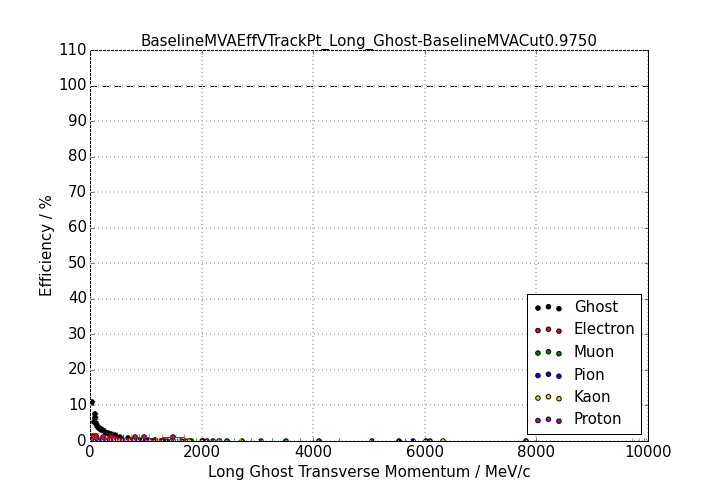 BaselineMVAEffVTrackPt_Long_Ghost-BaselineMVACut0.9750
110
100
90
80
70
60
50
40
30
20
10
0
Efficiency / %
0 2000 4000 6000 8000 10000
Long Ghost Transverse Momentum / MeV/c
Ghost
Electron
Muon
Pion
Kaon
Proton